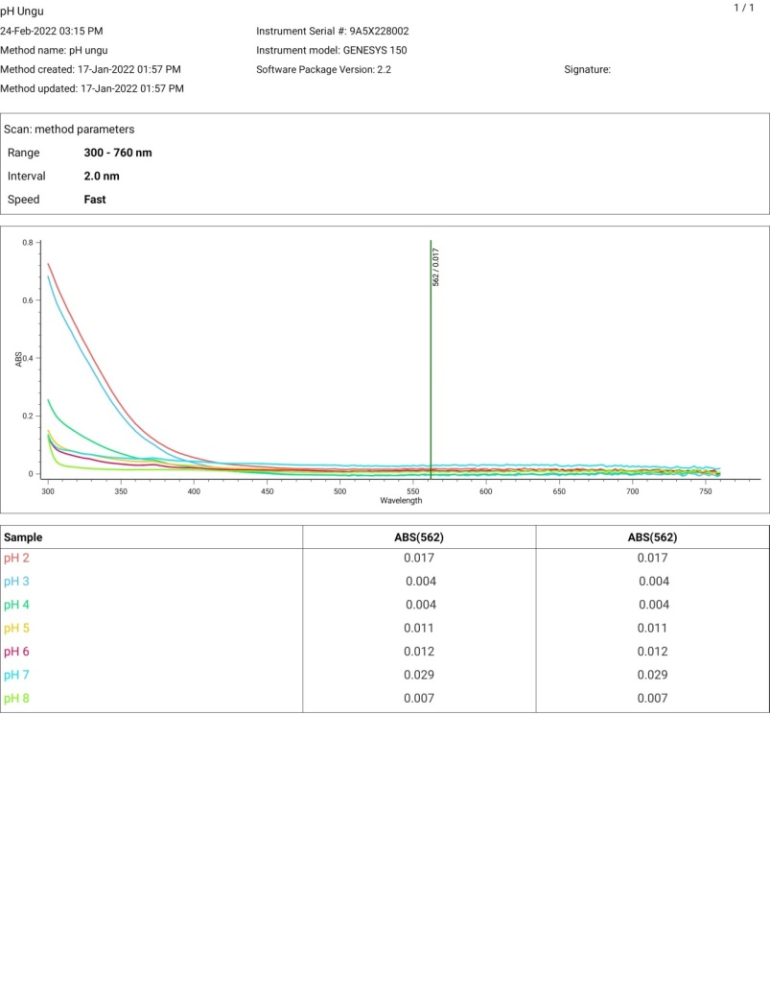 pH Ungu
1 / 1
24-Feb-2022 03:15 PM
Instrument Serial #: 9A5X228002
Method name: pH ungu
Instrument model: GENESYS 150
Method created: 17-Jan-2022 01:57 PM
Software Package Version: 2.2
Signature:
Method updated: 17-Jan-2022 01:57 PM
Scan: method parameters
Range 300 - 760 nm
Interval 2.0 nm
Speed Fast
0.8
0.6
0.4
0.2
0
ABS
562 / 0.017
300 350 400 450 500 550 600 650 700 750
Wavelength
Sample ABS(562) ABS(562)
pH 2 0.017 0.017
pH 3 0.004 0.004
pH 4 0.004 0.004
pH 5 0.011 0.011
pH 6 0.012 0.012
pH 7 0.029 0.029
pH 8 0.007 0.007